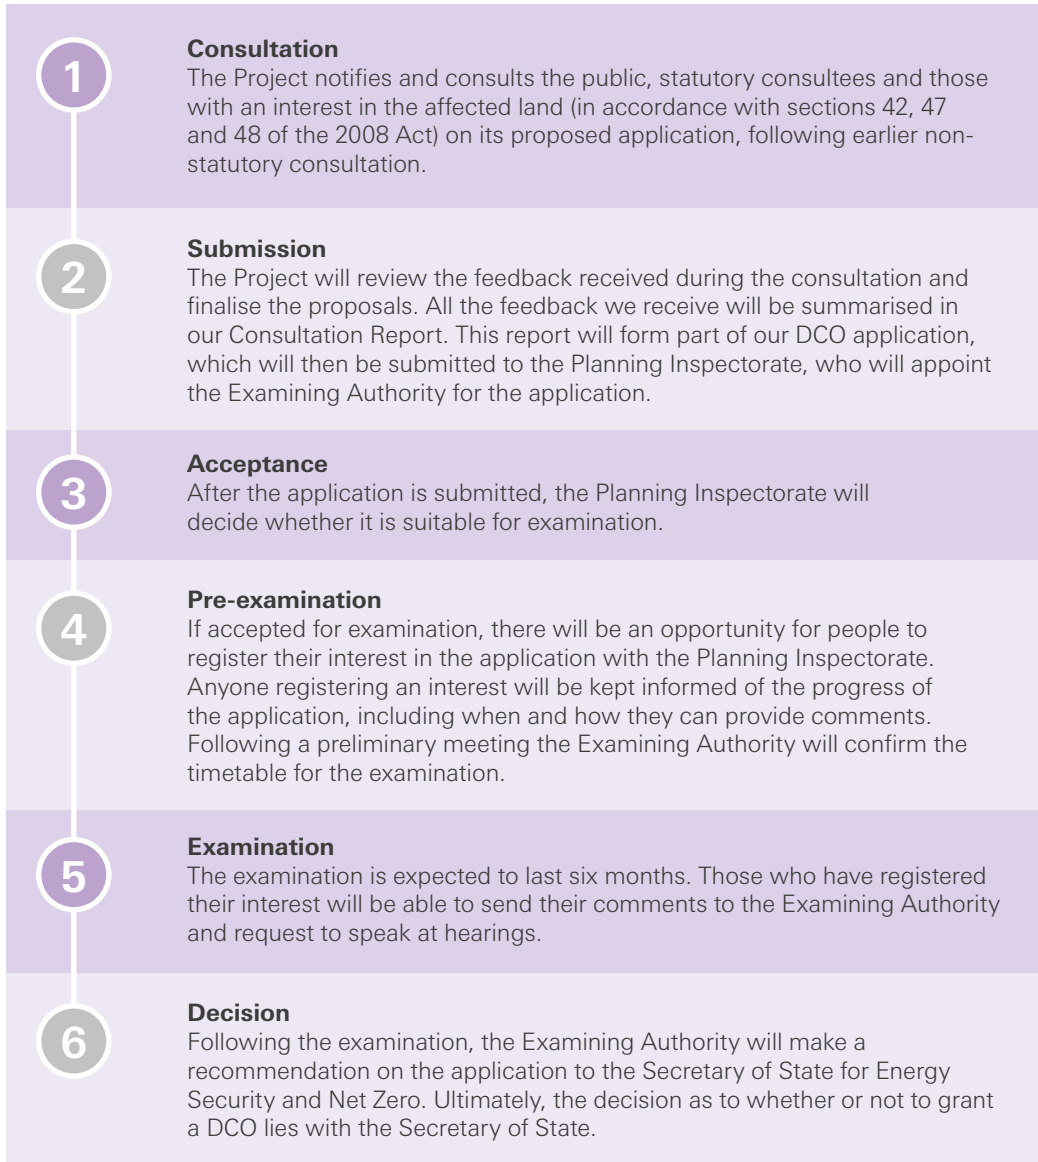 1
Consultation
The Project notifies and consults the public, statutory consultees and those
with an interest in the affected land (in accordance with sections 42, 47
and 48 of the 2008 Act) on its proposed application, following earlier non-
statutory consultation.
2
Submission
The Project will review the feedback received during the consultation and
finalise the proposals. All the feedback we receive will be summarised in
our Consultation Report. This report will form part of our DCO application,
which will then be submitted to the Planning Inspectorate, who will appoint
the Examining Authority for the application.
3
Acceptance
After the application is submitted, the Planning Inspectorate will
decide whether it is suitable for examination.
4
Pre-examination
If accepted for examination, there will be an opportunity for people to
register their interest in the application with the Planning Inspectorate.
Anyone registering an interest will be kept informed of the progress of
the application, including when and how they can provide comments.
Following a preliminary meeting the Examining Authority will confirm the
timetable for the examination.
5
Examination
The examination is expected to last six months. Those who have registered
their interest will be able to send their comments to the Examining Authority
and request to speak at hearings.
6
Decision
Following the examination, the Examining Authority will make a
recommendation on the application to the Secretary of State for Energy
Security and Net Zero. Ultimately, the decision as to whether or not to grant
a DCO lies with the Secretary of State.